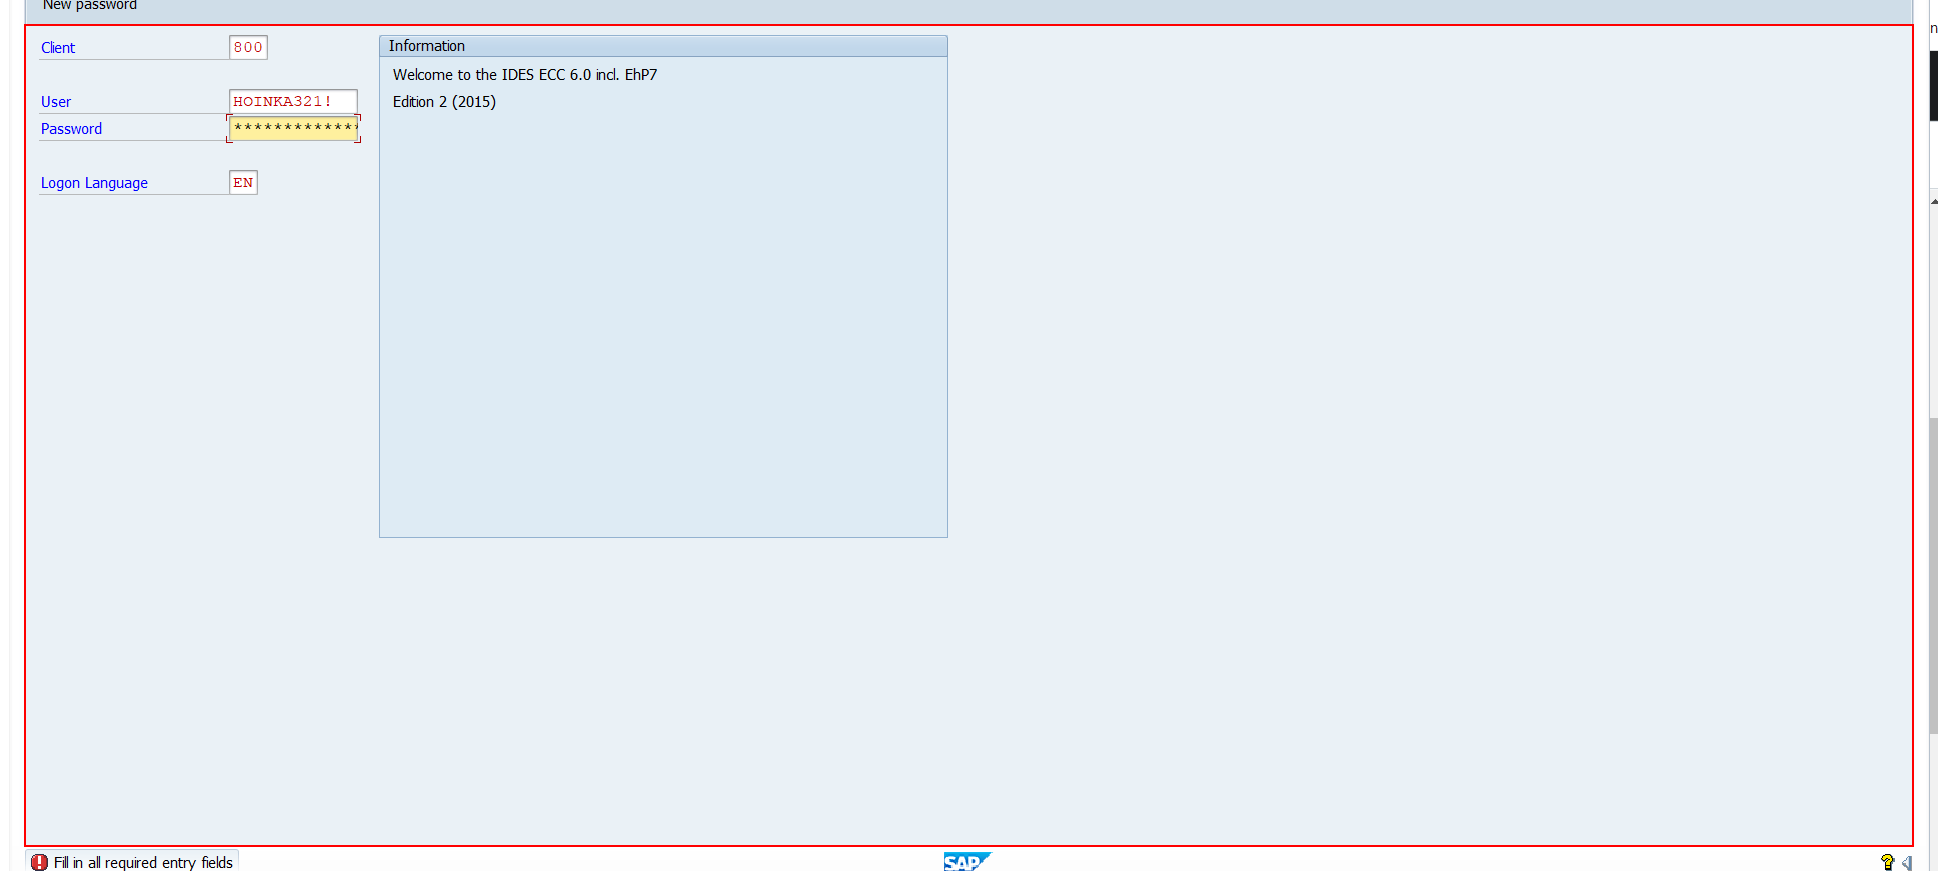 New password
Client 800
Information
Welcome to the IDES ECC 6.0 incl. EhP7
User HOINKA321!
Edition 2 (2015)
Password *************
Logon Language EN
Fill in all required entry fields
SAP